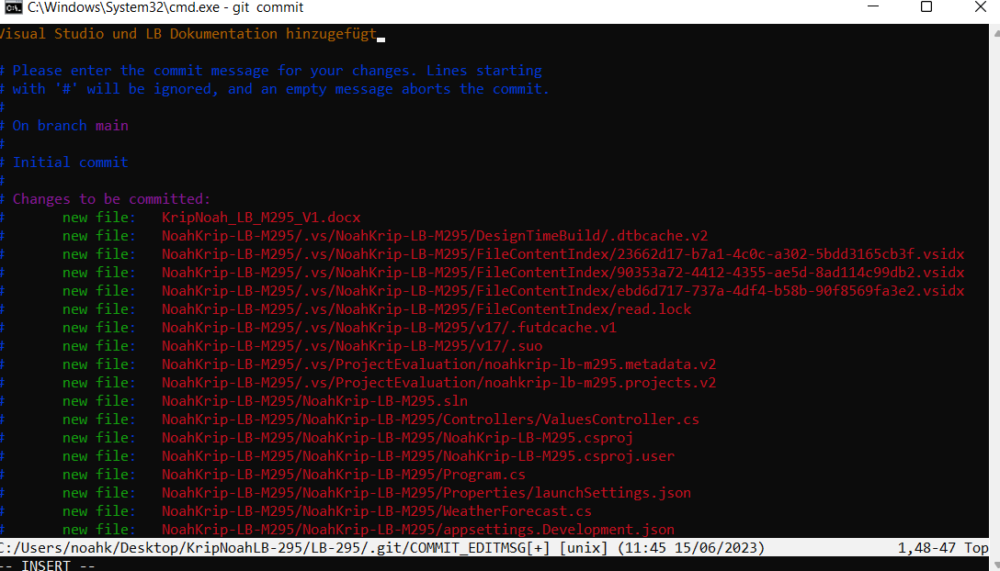 C:\Windows\System32\cmd.exe - git commit
Visual Studio und LB Dokumentation hinzugefügt
# Please enter the commit message for your changes. Lines starting
# with '#' will be ignored, and an empty message aborts the commit.
#
# On branch main
#
# Initial commit
#
# Changes to be committed:
#       new file:   KripNoah_LB_M295_V1.docx
#       new file:   NoahKrip-LB-M295/.vs/NoahKrip-LB-M295/DesignTimeBuild/.dtbcache.v2
#       new file:   NoahKrip-LB-M295/.vs/NoahKrip-LB-M295/FileContentIndex/23662d17-b7a1-4c0c-a302-5bdd3165cb3f.vsidx
#       new file:   NoahKrip-LB-M295/.vs/NoahKrip-LB-M295/FileContentIndex/90353a72-4412-4355-ae5d-8ad114c99db2.vsidx
#       new file:   NoahKrip-LB-M295/.vs/NoahKrip-LB-M295/FileContentIndex/ebd6d717-737a-4df4-b58b-90f8569fa3e2.vsidx
#       new file:   NoahKrip-LB-M295/.vs/NoahKrip-LB-M295/FileContentIndex/read.lock
#       new file:   NoahKrip-LB-M295/.vs/NoahKrip-LB-M295/v17/.futdcache.v1
#       new file:   NoahKrip-LB-M295/.vs/NoahKrip-LB-M295/v17/.suo
#       new file:   NoahKrip-LB-M295/.vs/ProjectEvaluation/noahkrip-lb-m295.metadata.v2
#       new file:   NoahKrip-LB-M295/.vs/ProjectEvaluation/noahkrip-lb-m295.projects.v2
#       new file:   NoahKrip-LB-M295/NoahKrip-LB-M295.sln
#       new file:   NoahKrip-LB-M295/NoahKrip-LB-M295/Controllers/ValuesController.cs
#       new file:   NoahKrip-LB-M295/NoahKrip-LB-M295/NoahKrip-LB-M295.csproj
#       new file:   NoahKrip-LB-M295/NoahKrip-LB-M295/NoahKrip-LB-M295.csproj.user
#       new file:   NoahKrip-LB-M295/NoahKrip-LB-M295/Program.cs
#       new file:   NoahKrip-LB-M295/NoahKrip-LB-M295/Properties/launchSettings.json
#       new file:   NoahKrip-LB-M295/NoahKrip-LB-M295/WeatherForecast.cs
#       new file:   NoahKrip-LB-M295/NoahKrip-LB-M295/appsettings.Development.json
C:/Users/noahk/Desktop/KripNoahLB-295/LB-295/.git/COMMIT_EDITMSG[+] [unix] (11:45 15/06/2023) 1,48-47 Top
-- INSERT --